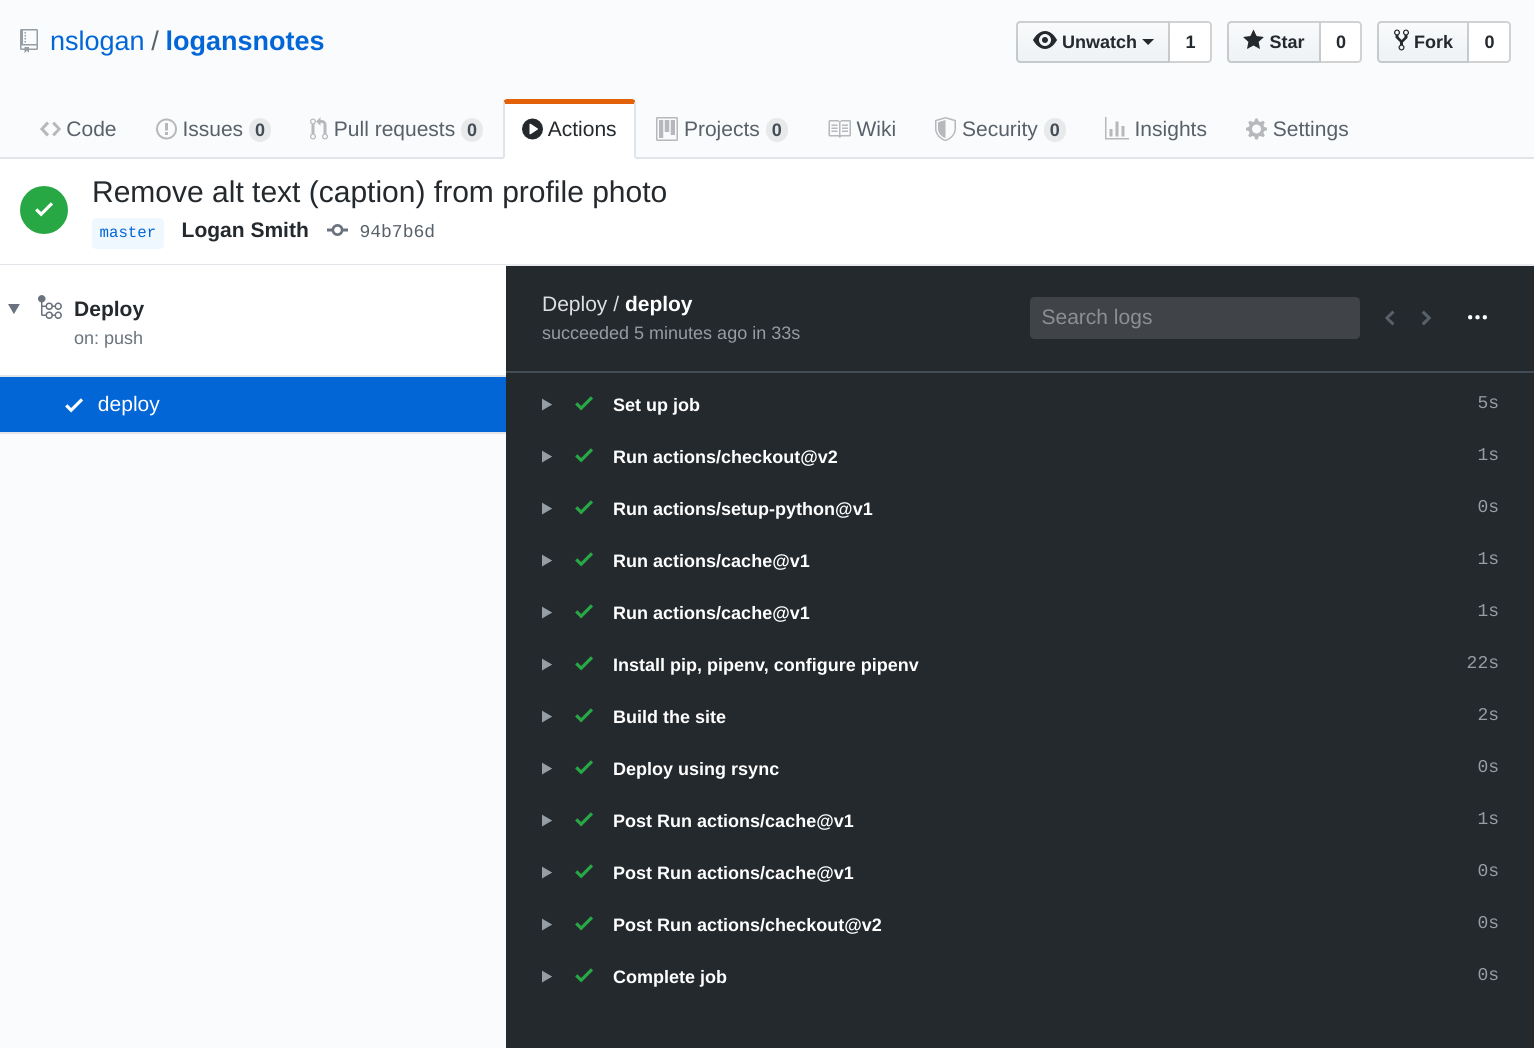 nslogan / logansnotes
Unwatch 1 Star 0 Fork 0
Code Issues 0 Pull requests 0 Actions Projects 0 Wiki Security 0 Insights Settings
Remove alt text (caption) from profile photo
master Logan Smith 94b7b6d
Deploy
on: push
deploy
Deploy / deploy
succeeded 5 minutes ago in 33s
Search logs
Set up job 5s
Run actions/checkout@v2 1s
Run actions/setup-python@v1 0s
Run actions/cache@v1 1s
Run actions/cache@v1 1s
Install pip, pipenv, configure pipenv 22s
Build the site 2s
Deploy using rsync 0s
Post Run actions/cache@v1 1s
Post Run actions/cache@v1 0s
Post Run actions/checkout@v2 0s
Complete job 0s